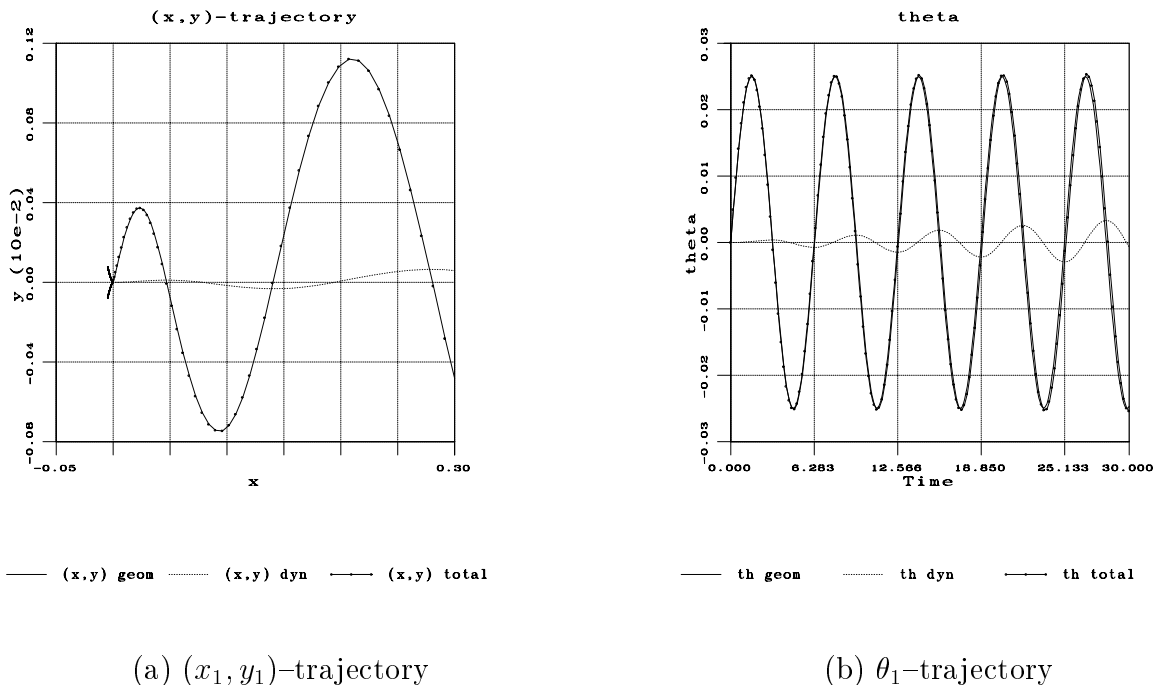 (x,y)-trajectory
0.12
0.08
0.04
0.00
-0.04
-0.08
y (10e-2)
-0.05
0.30
x
(x,y) geom
(x,y) dyn
(x,y) total
(a) (x₁, y₁)–trajectory
theta
0.03
0.02
0.01
0.00
-0.01
-0.02
-0.03
theta
0.000
6.283
12.566
18.850
25.133
30.000
Time
th geom
th dyn
th total
(b) θ₁–trajectory